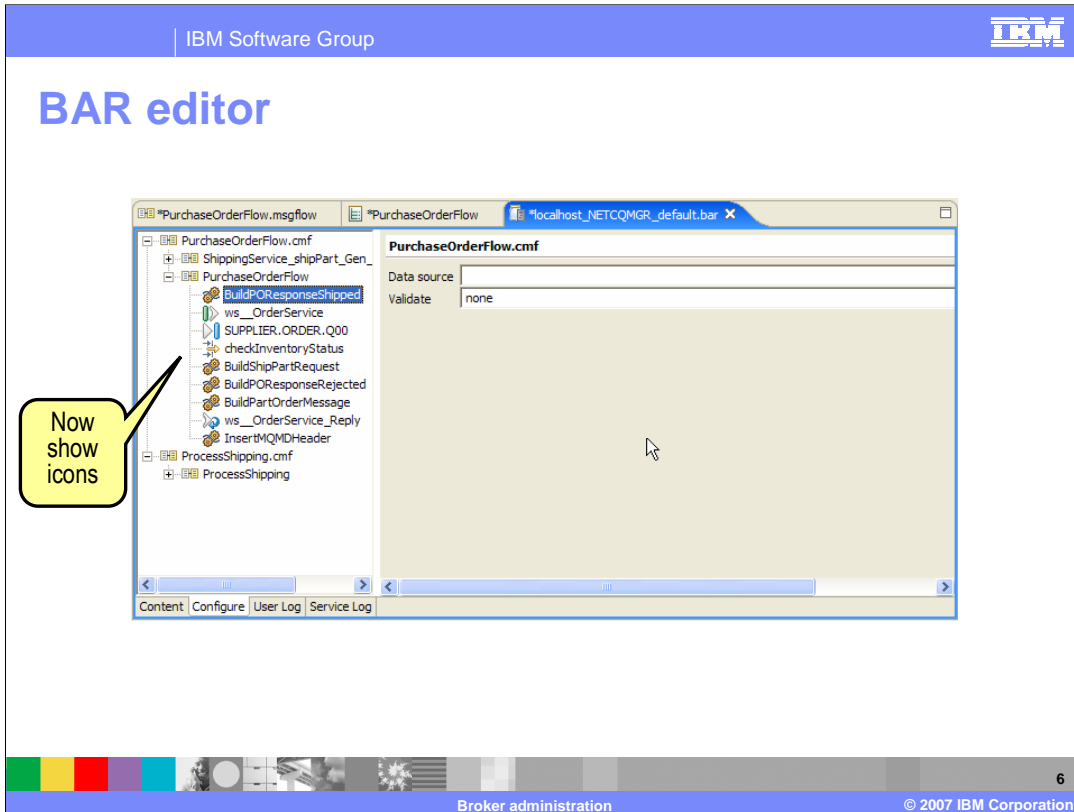 IBM Software Group
IBM
BAR editor
*PurchaseOrderFlow.msgflow
*PurchaseOrderFlow
*localhost_NETCQMGR_default.bar
PurchaseOrderFlow.cmf
ShippingService_shipPart_Gen_
PurchaseOrderFlow
BuildPOResponseShipped
ws__OrderService
SUPPLIER.ORDER.Q00
checkInventoryStatus
BuildShipPartRequest
BuildPOResponseRejected
BuildPartOrderMessage
ws__OrderService_Reply
InsertMQMDHeader
ProcessShipping.cmf
ProcessShipping
PurchaseOrderFlow.cmf
Data source
Validate none
Now
show
icons
Content Configure User Log Service Log
6
Broker administration
© 2007 IBM Corporation